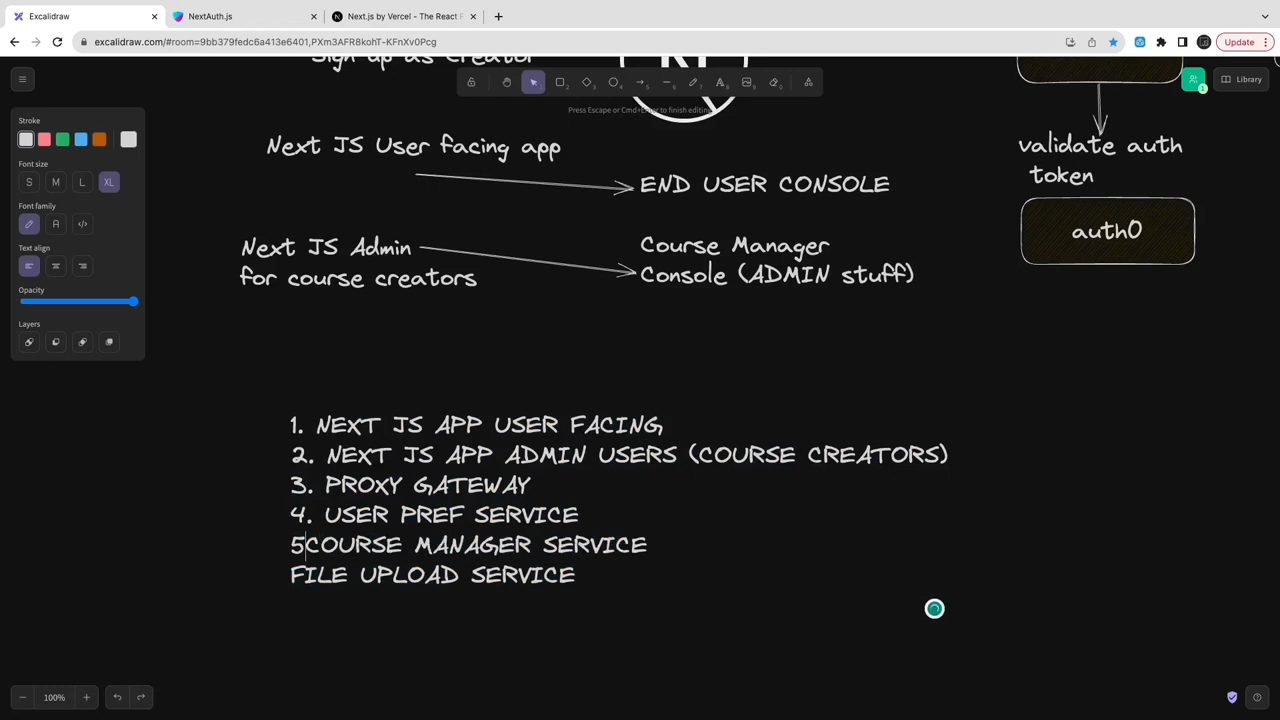 Excalidraw
NextAuth.js
Next.js by Vercel - The React F
excalidraw.com/#room=9bb379fedc6a413e6401,PXm3AFR8kohT-KFnXv0Pcg
Update
Sign up as creator
Library
Press Escape or Cmd+Enter to finish editing
1
Stroke
Font size
S M L XL
Font family
A
Text align
Opacity
Layers
Next JS User facing app
END USER CONSOLE
Next JS Admin
for course creators
Course Manager
Console (ADMIN stuff)
validate auth
token
auth0
1. NEXT JS APP USER FACING
2. NEXT JS APP ADMIN USERS (COURSE CREATORS)
3. PROXY GATEWAY
4. USER PREF SERVICE
5COURSE MANAGER SERVICE
FILE UPLOAD SERVICE
100%